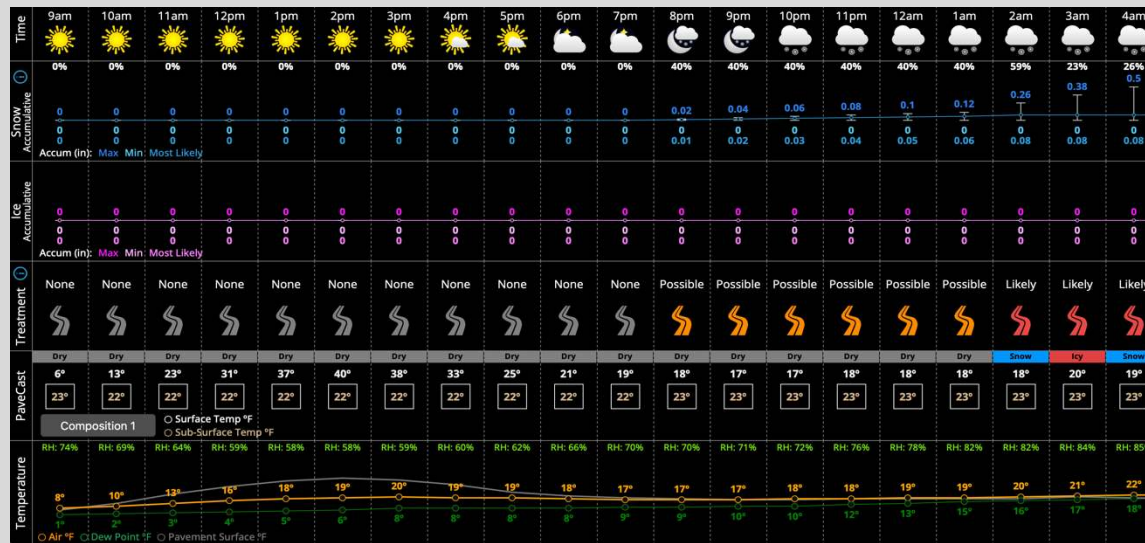 Time 9am 10am 11am 12pm 1pm 2pm 3pm 4pm 5pm 6pm 7pm 8pm 9pm 10pm 11pm 12am 1am 2am 3am 4am
0% 0% 0% 0% 0% 0% 0% 0% 0% 0% 0% 40% 40% 40% 40% 40% 40% 59% 23% 26%
Snow
Accumulative
0 0 0 0 0 0 0 0 0 0 0 0.02 0.04 0.06 0.08 0.1 0.12 0.26 0.38 0.5
0 0 0 0 0 0 0 0 0 0 0 0 0 0 0 0 0 0 0 0
0 0 0 0 0 0 0 0 0 0 0 0.01 0.02 0.03 0.04 0.05 0.06 0.08 0.08 0.08
Accum (in): Max Min Most Likely
Ice
Accumulative
0 0 0 0 0 0 0 0 0 0 0 0 0 0 0 0 0 0 0 0
0 0 0 0 0 0 0 0 0 0 0 0 0 0 0 0 0 0 0 0
0 0 0 0 0 0 0 0 0 0 0 0 0 0 0 0 0 0 0 0
Accum (in): Max Min Most Likely
Treatment
None None None None None None None None None None None Possible Possible Possible Possible Possible Possible Likely Likely Likely
PaveCast
Dry Dry Dry Dry Dry Dry Dry Dry Dry Dry Dry Dry Dry Dry Dry Dry Dry Snow Icy Snow
6° 13° 23° 31° 37° 40° 38° 33° 25° 21° 19° 18° 17° 17° 18° 18° 18° 18° 20° 19°
23° 22° 22° 22° 22° 22° 22° 22° 22° 22° 22° 23° 23° 23° 23° 23° 23° 23° 23° 23°
Composition 1
Surface Temp °F
Sub-Surface Temp °F
Temperature
RH: 74% RH: 69% RH: 64% RH: 59% RH: 58% RH: 58% RH: 59% RH: 60% RH: 62% RH: 66% RH: 70% RH: 70% RH: 71% RH: 72% RH: 76% RH: 78% RH: 82% RH: 82% RH: 84% RH: 85%
8° 10° 13° 16° 18° 19° 20° 19° 19° 18° 17° 17° 17° 18° 18° 19° 19° 20° 21° 22°
1° 2° 3° 4° 5° 6° 8° 8° 8° 8° 9° 9° 10° 10° 12° 13° 15° 16° 17° 18°
Air °F Dew Point °F Pavement Surface °F